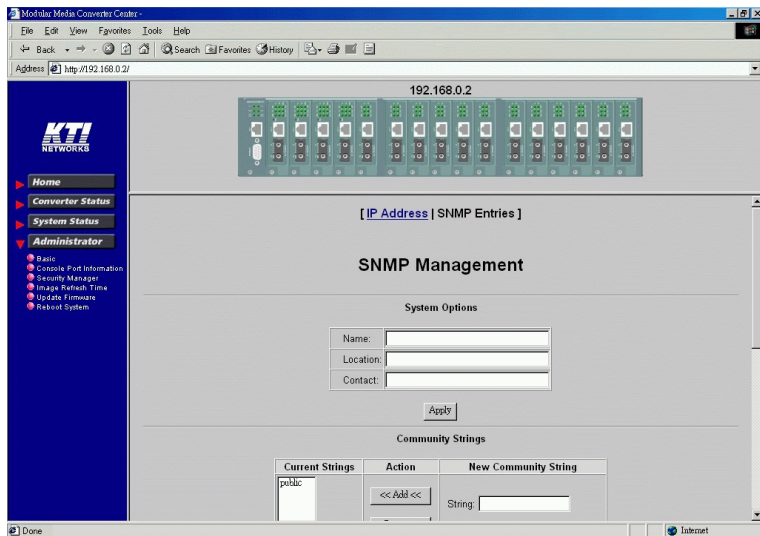 Modular Media Converter Center -
File Edit View Favorites Tools Help
Back Search Favorites History
Address http://192.168.0.2/
192.168.0.2
KTI
NETWORKS
Home
Converter Status
System Status
Administrator
Basic
Console Port Information
Security Manager
Image Refresh Time
Update Firmware
Reboot System
[ IP Address | SNMP Entries ]
SNMP Management
System Options
Name:
Location:
Contact:
Apply
Community Strings
Current Strings Action New Community String
public
<< Add <<
String:
Done Internet